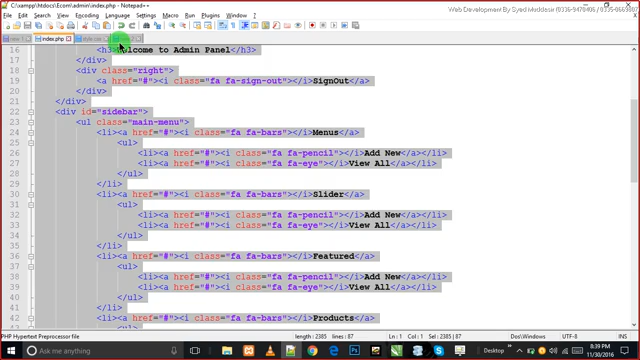 C:\xampp\htdocs\Ecom\admin\index.php - Notepad++
Web Development By Syed Muddasir
Edit Search View Encoding Language Settings Macro Run Plugins Window ?
index.php style.css
16 <h3>Welcome to Admin Panel</h3>
17 </div>
18 <div class="right">
19 <a href="#"><i class="fa fa-sign-out"></i>SignOut</a>
20 </div>
21 </div>
22 <div id="sidebar">
23 <ul class="main-menu">
24 <li><a href="#"><i class="fa fa-bars"></i>Menus</a>
25 <ul>
26 <li><a href="#"><i class="fa fa-pencil"></i>Add New</a></li>
27 <li><a href="#"><i class="fa fa-eye"></i>View All</a></li>
28 </ul>
29 </li>
30 <li><a href="#"><i class="fa fa-bars"></i>Slider</a>
31 <ul>
32 <li><a href="#"><i class="fa fa-pencil"></i>Add New</a></li>
33 <li><a href="#"><i class="fa fa-eye"></i>View All</a></li>
34 </ul>
35 </li>
36 <li><a href="#"><i class="fa fa-bars"></i>Featured</a>
37 <ul>
38 <li><a href="#"><i class="fa fa-pencil"></i>Add New</a></li>
39 <li><a href="#"><i class="fa fa-eye"></i>View All</a></li>
40 </ul>
41 </li>
42 <li><a href="#"><i class="fa fa-bars"></i>Products</a>
43 <ul>
PHP Hypertext Preprocessor file length : 2385 lines : 87 Ln : 1 Col : 1 Sel : 2385 | 87 Dos\Windows UTF-8 INS
Ask me anything
Desktop
8:39 PM
11/30/2016